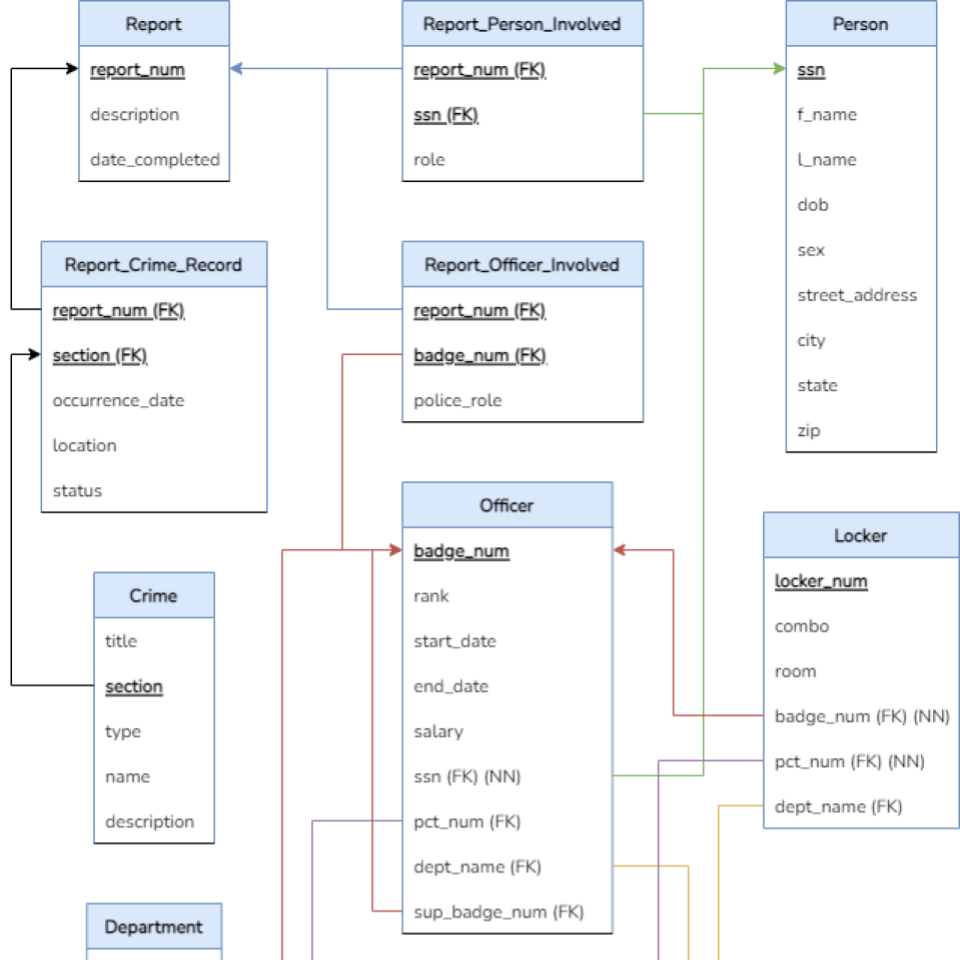 Report
report_num
description
date_completed
Report_Person_Involved
report_num (FK)
ssn (FK)
role
Person
ssn
f_name
l_name
dob
sex
street_address
city
state
zip
Report_Crime_Record
report_num (FK)
section (FK)
occurrence_date
location
status
Report_Officer_Involved
report_num (FK)
badge_num (FK)
police_role
Officer
badge_num
rank
start_date
end_date
salary
ssn (FK) (NN)
pct_num (FK)
dept_name (FK)
sup_badge_num (FK)
Locker
locker_num
combo
room
badge_num (FK) (NN)
pct_num (FK) (NN)
dept_name (FK)
Crime
title
section
type
name
description
Department